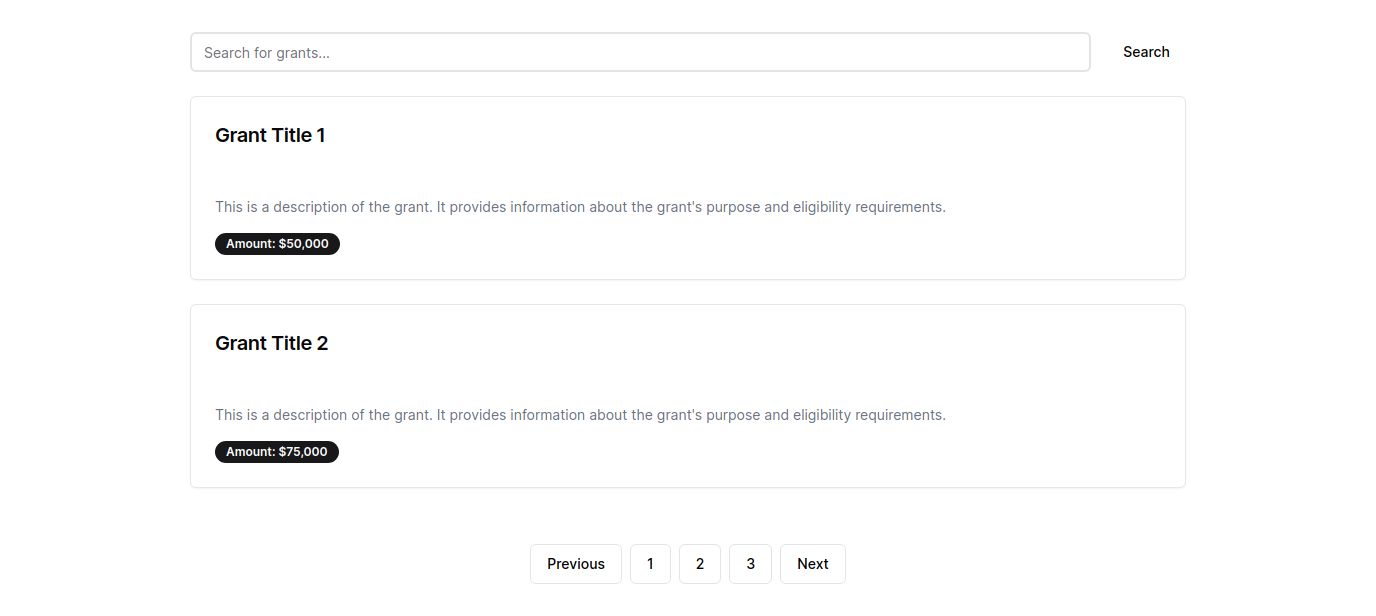 Search for grants...
Search
Grant Title 1
This is a description of the grant. It provides information about the grant's purpose and eligibility requirements.
Amount: $50,000
Grant Title 2
This is a description of the grant. It provides information about the grant's purpose and eligibility requirements.
Amount: $75,000
Previous 1 2 3 Next